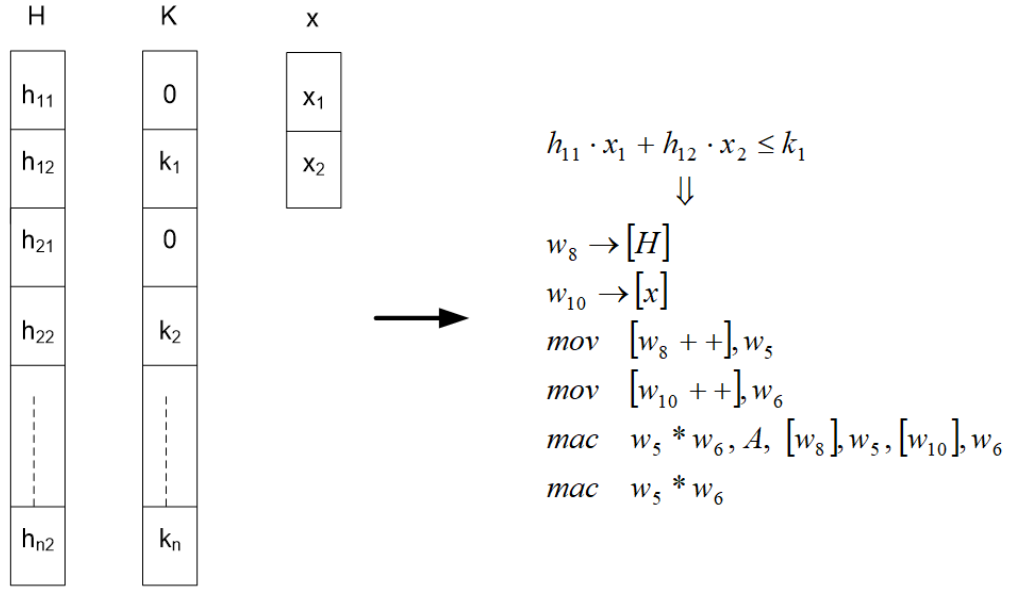 H K x
h₁₁ 0 x₁
h₁₂ k₁ x₂
h₂₁ 0
h₂₂ k₂
hₙ₂ kₙ
h₁₁ · x₁ + h₁₂ · x₂ ≤ k₁
⇓
w₈ → [H]
w₁₀ → [x]
mov [w₈ + +], w₅
mov [w₁₀ + +], w₆
mac w₅ * w₆, A, [w₈], w₅, [w₁₀], w₆
mac w₅ * w₆